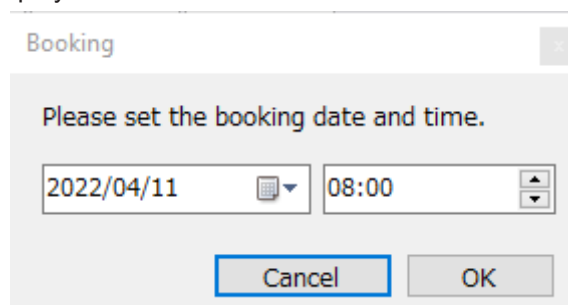 Booking
Please set the booking date and time.
2022/04/11 08:00
Cancel OK